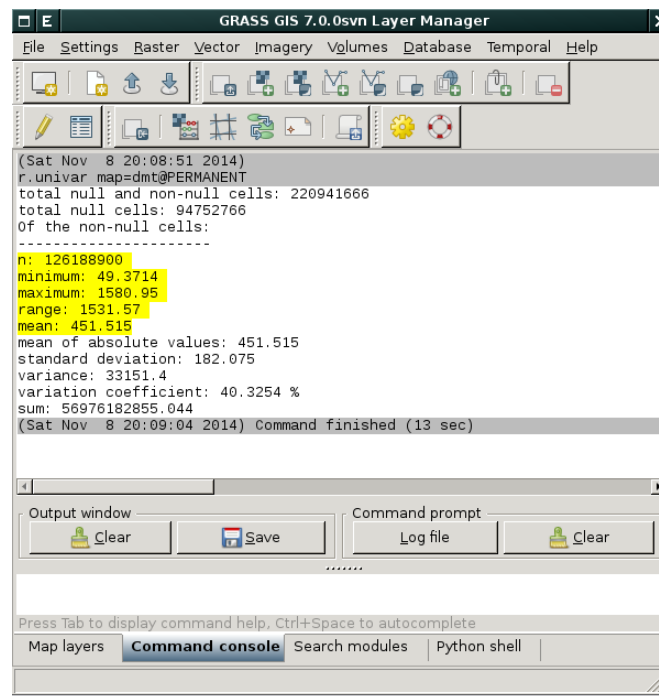 E GRASS GIS 7.0.0svn Layer Manager
File Settings Raster Vector Imagery Volumes Database Temporal Help
(Sat Nov  8 20:08:51 2014)
r.univar map=dmt@PERMANENT
total null and non-null cells: 220941666
total null cells: 94752766
Of the non-null cells:
----------------------
n: 126188900
minimum: 49.3714
maximum: 1580.95
range: 1531.57
mean: 451.515
mean of absolute values: 451.515
standard deviation: 182.075
variance: 33151.4
variation coefficient: 40.3254 %
sum: 56976182855.044
(Sat Nov  8 20:09:04 2014) Command finished (13 sec)
Output window Command prompt
Clear Save Log file Clear
Press Tab to display command help, Ctrl+Space to autocomplete
Map layers Command console Search modules Python shell